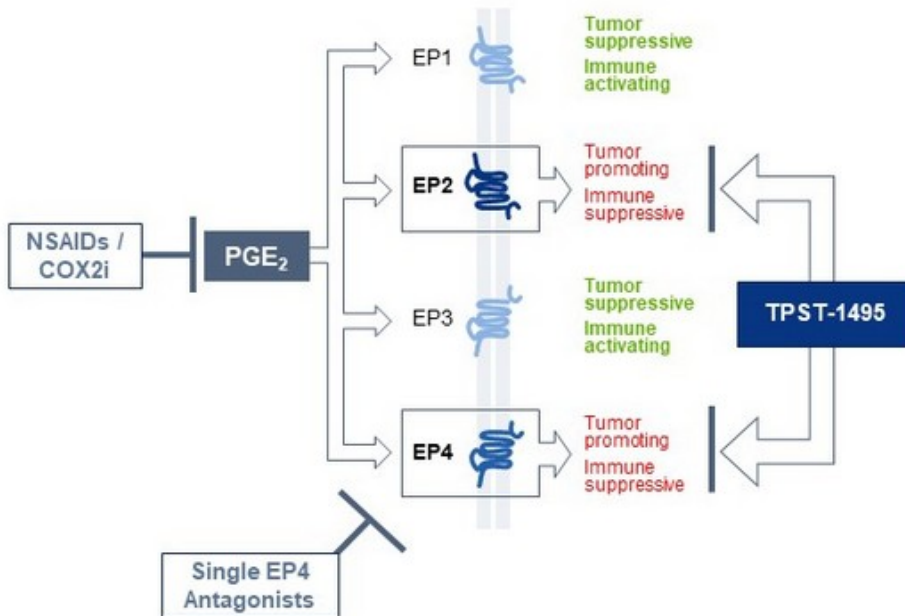 EP1
Tumor
suppressive
Immune
activating
EP2
Tumor
promoting
Immune
suppressive
NSAIDs /
COX2i
PGE₂
EP3
Tumor
suppressive
Immune
activating
TPST-1495
EP4
Tumor
promoting
Immune
suppressive
Single EP4
Antagonists